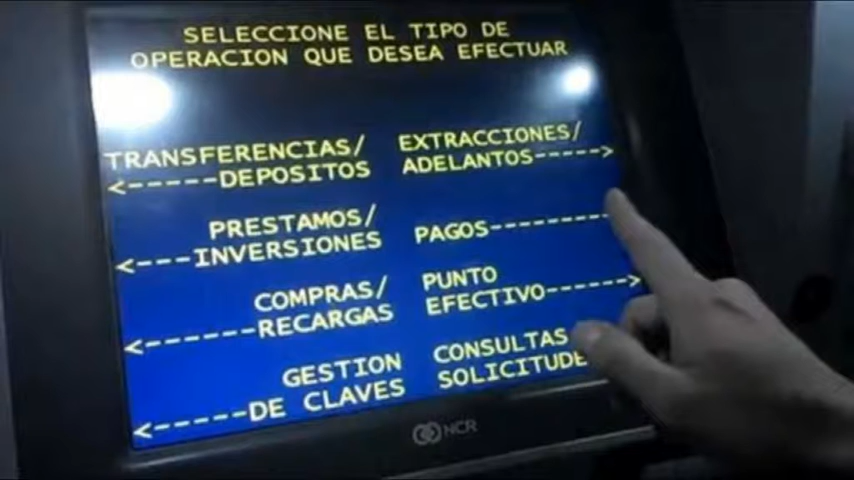 SELECCIONE EL TIPO DE
OPERACION QUE DESEA EFECTUAR
TRANSFERENCIAS/
<-----DEPOSITOS
EXTRACCIONES/
ADELANTOS----->
PRESTAMOS/
<---INVERSIONES
PAGOS---------
COMPRAS/
<-----RECARGAS
PUNTO
EFECTIVO------>
GESTION
<-----DE CLAVES
CONSULTAS
SOLICITUDE
NCR